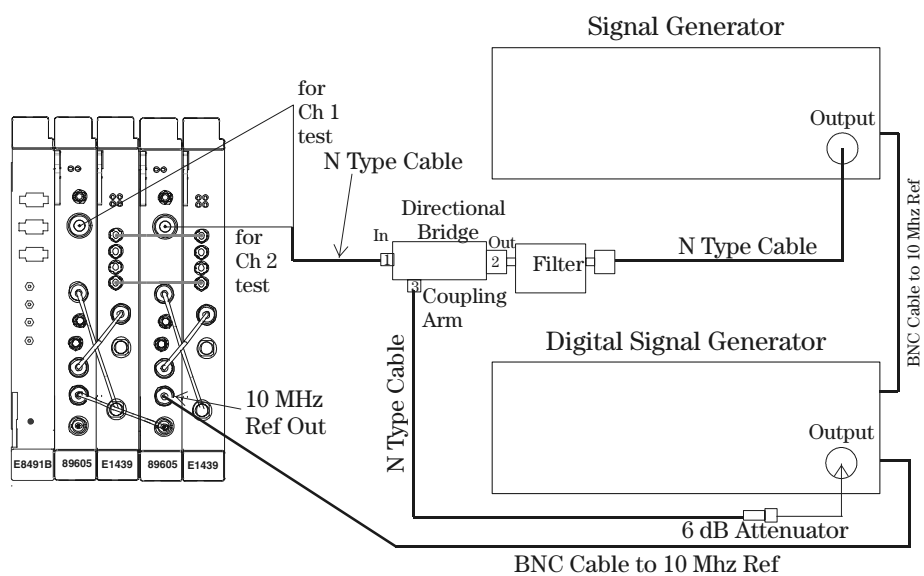 Signal Generator
for
Ch 1
test
Output
N Type Cable
Directional
Bridge
for
Ch 2
test
In
Out
1
2
3
Filter
N Type Cable
BNC Cable to 10 Mhz Ref
Coupling
Arm
N Type Cable
Digital Signal Generator
10 MHz
Ref Out
Output
E8491B
89605
E1439
89605
E1439
6 dB Attenuator
BNC Cable to 10 Mhz Ref